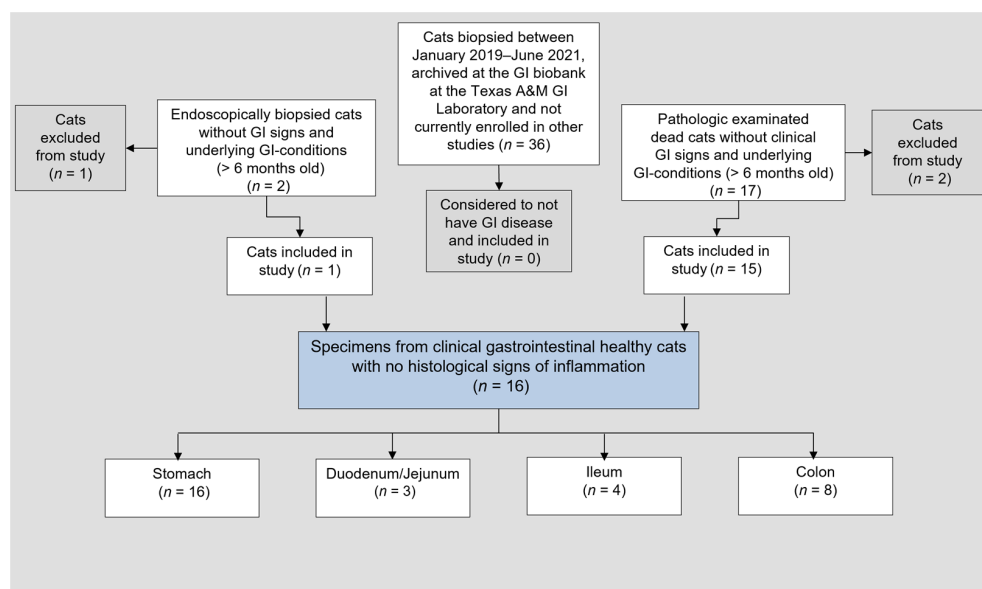 Cats biopsied between
January 2019–June 2021,
archived at the GI biobank
at the Texas A&M GI
Laboratory and not
currently enrolled in other
studies (n = 36)
Cats
excluded
from study
(n = 1)
Endoscopically biopsied cats
without GI signs and
underlying GI-conditions
(> 6 months old)
(n = 2)
Pathologic examinated
dead cats without clinical
GI signs and underlying
GI-conditions (> 6 months old)
(n = 17)
Cats
excluded
from study
(n = 2)
Considered to not
have GI disease
and included in
study (n = 0)
Cats included in
study (n = 1)
Cats included in
study (n = 15)
Specimens from clinical gastrointestinal healthy cats
with no histological signs of inflammation
(n = 16)
Stomach
(n = 16)
Duodenum/Jejunum
(n = 3)
Ileum
(n = 4)
Colon
(n = 8)